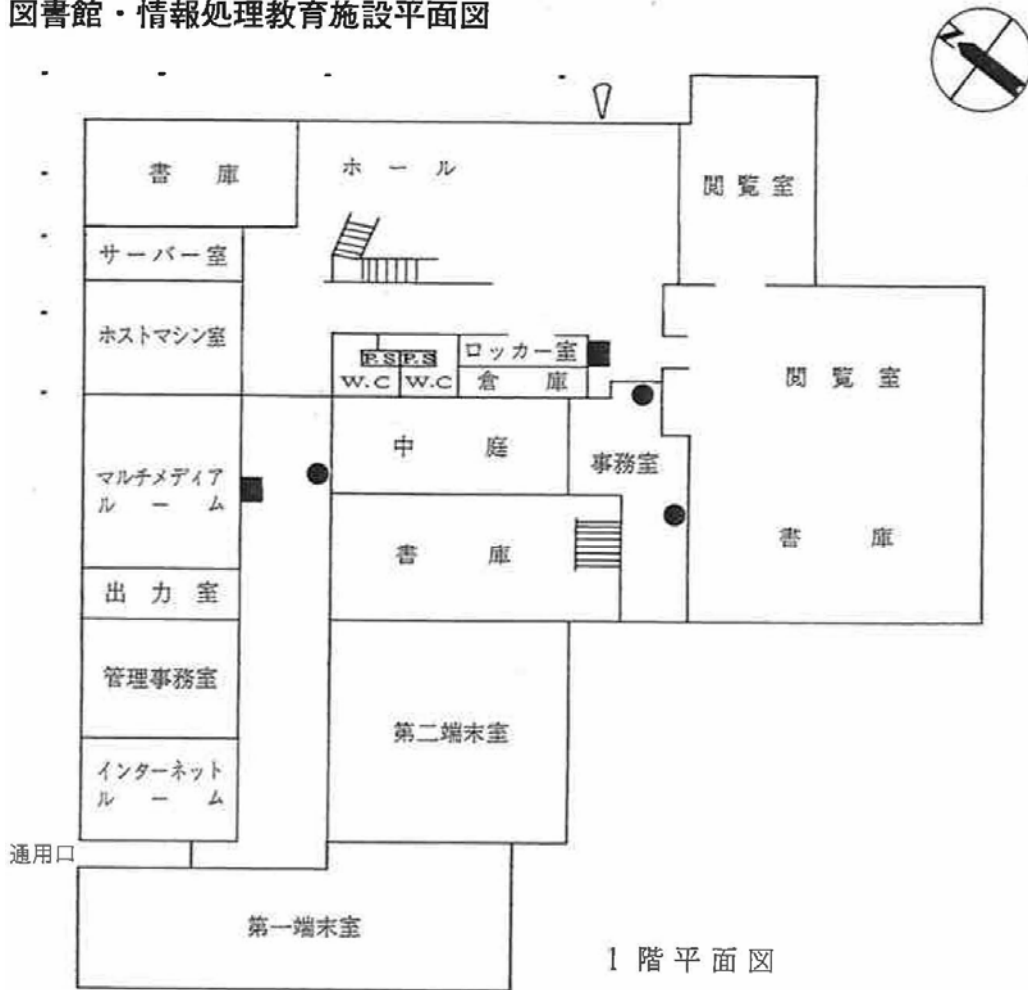 図書館・情報処理教育施設平面図
N
書庫
ホール
閲覧室
サーバー室
ホストマシン室
P.S P.S
ロッカー室
W.C W.C
倉庫
閲覧室
中庭
事務室
マルチメディア
ルーム
書庫
書庫
出力室
管理事務室
第二端末室
インターネット
ルーム
通用口
第一端末室
1階平面図